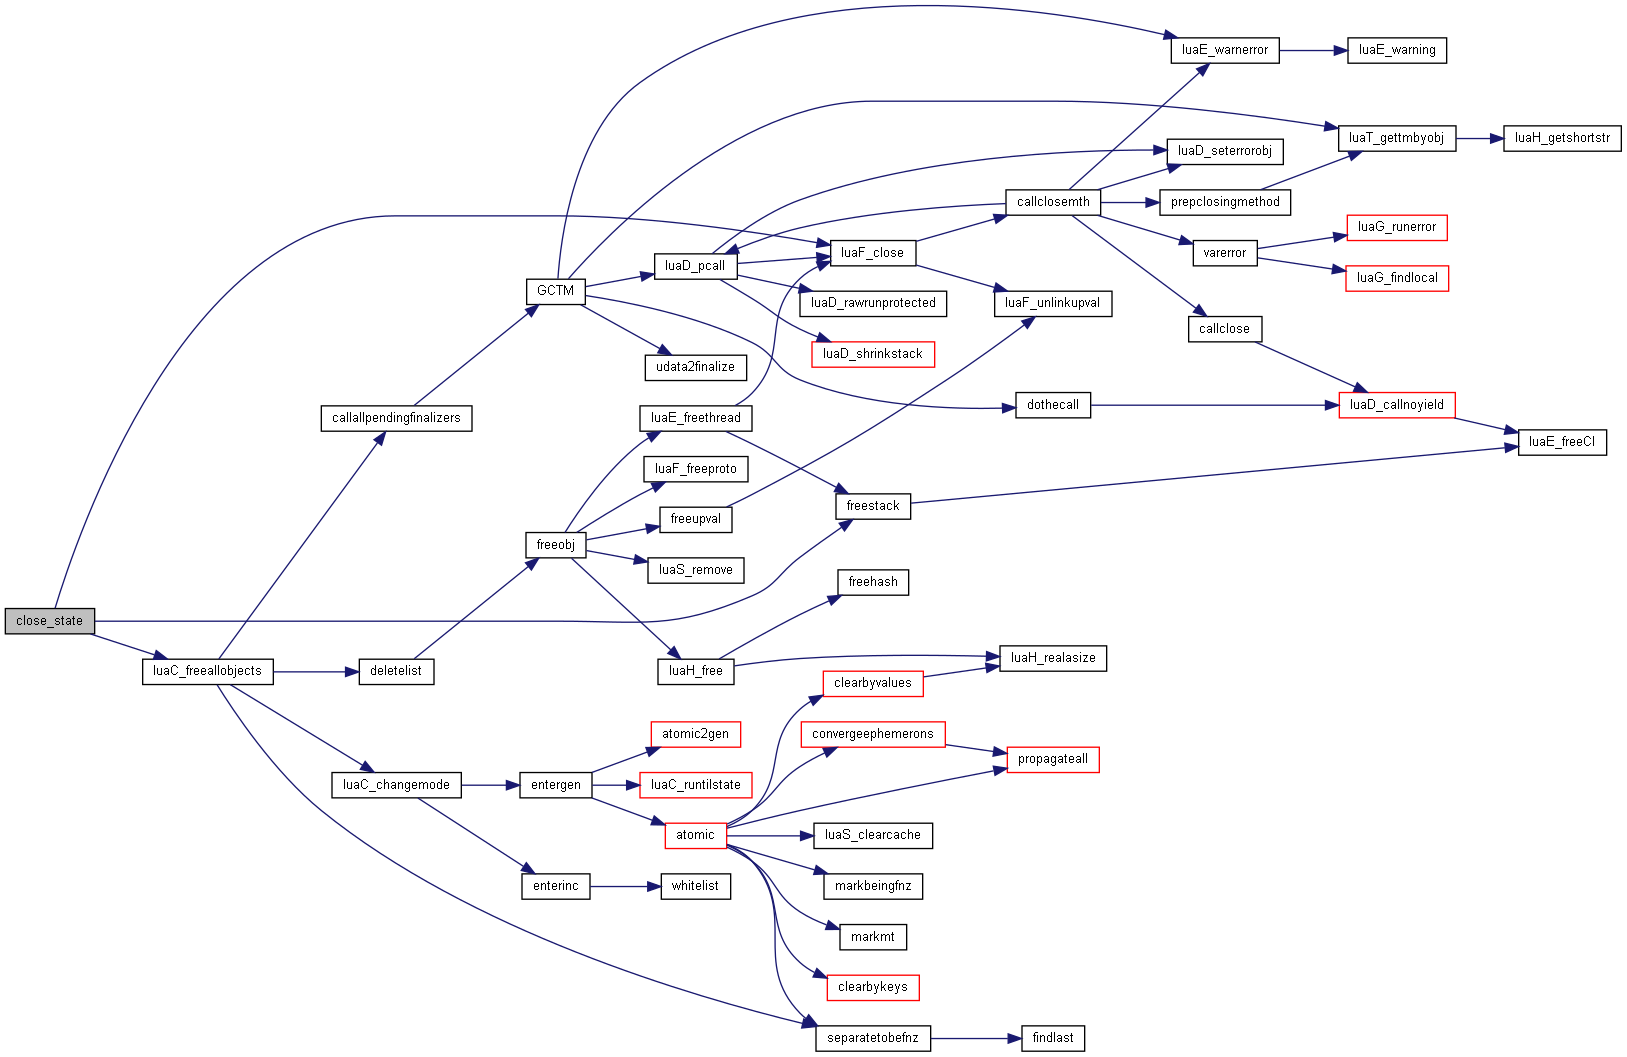 luaE_warnerror
luaE_warning
luaT_gettmbyobj
luaH_getshortstr
luaD_seterrorobj
callclosemth
prepclosingmethod
luaG_runerror
luaF_close
varerror
luaD_pcall
luaG_findlocal
GCTM
luaD_rawrunprotected
luaF_unlinkupval
callclose
luaD_shrinkstack
udata2finalize
dothecall
luaD_callnoyield
callallpendingfinalizers
luaE_freethread
luaE_freeCI
luaF_freeproto
freestack
freeupval
freeobj
luaS_remove
freehash
close_state
luaH_realasize
luaC_freeallobjects
deletelist
luaH_free
clearbyvalues
atomic2gen
convergeephemerons
propagateall
luaC_changemode
entergen
luaC_runtilstate
atomic
luaS_clearcache
enterinc
whitelist
markbeingfnz
markmt
clearbykeys
separatetobefnz
findlast